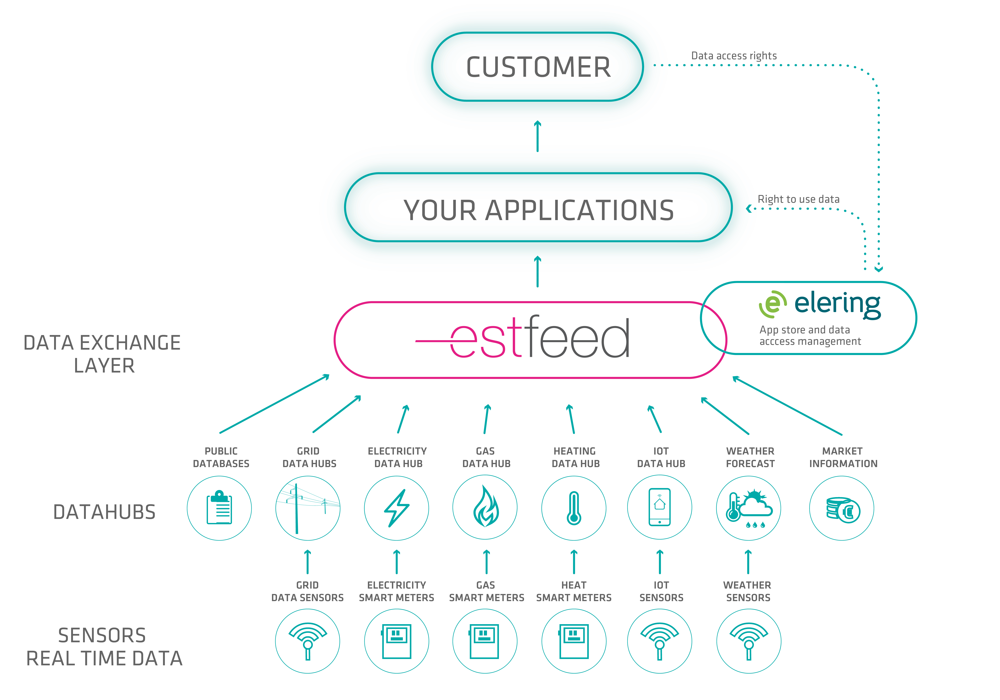 CUSTOMER
Data access rights
YOUR APPLICATIONS
Right to use data
estfeed
e elering
App store and data
acccess management
DATA EXCHANGE
LAYER
PUBLIC
DATABASES
GRID
DATA HUBS
ELECTRICITY
DATA HUB
GAS
DATA HUB
HEATING
DATA HUB
IOT
DATA HUB
WEATHER
FORECAST
MARKET
INFORMATION
DATAHUBS
€
GRID
DATA SENSORS
ELECTRICITY
SMART METERS
GAS
SMART METERS
HEAT
SMART METERS
IOT
SENSORS
WEATHER
SENSORS
SENSORS
REAL TIME DATA